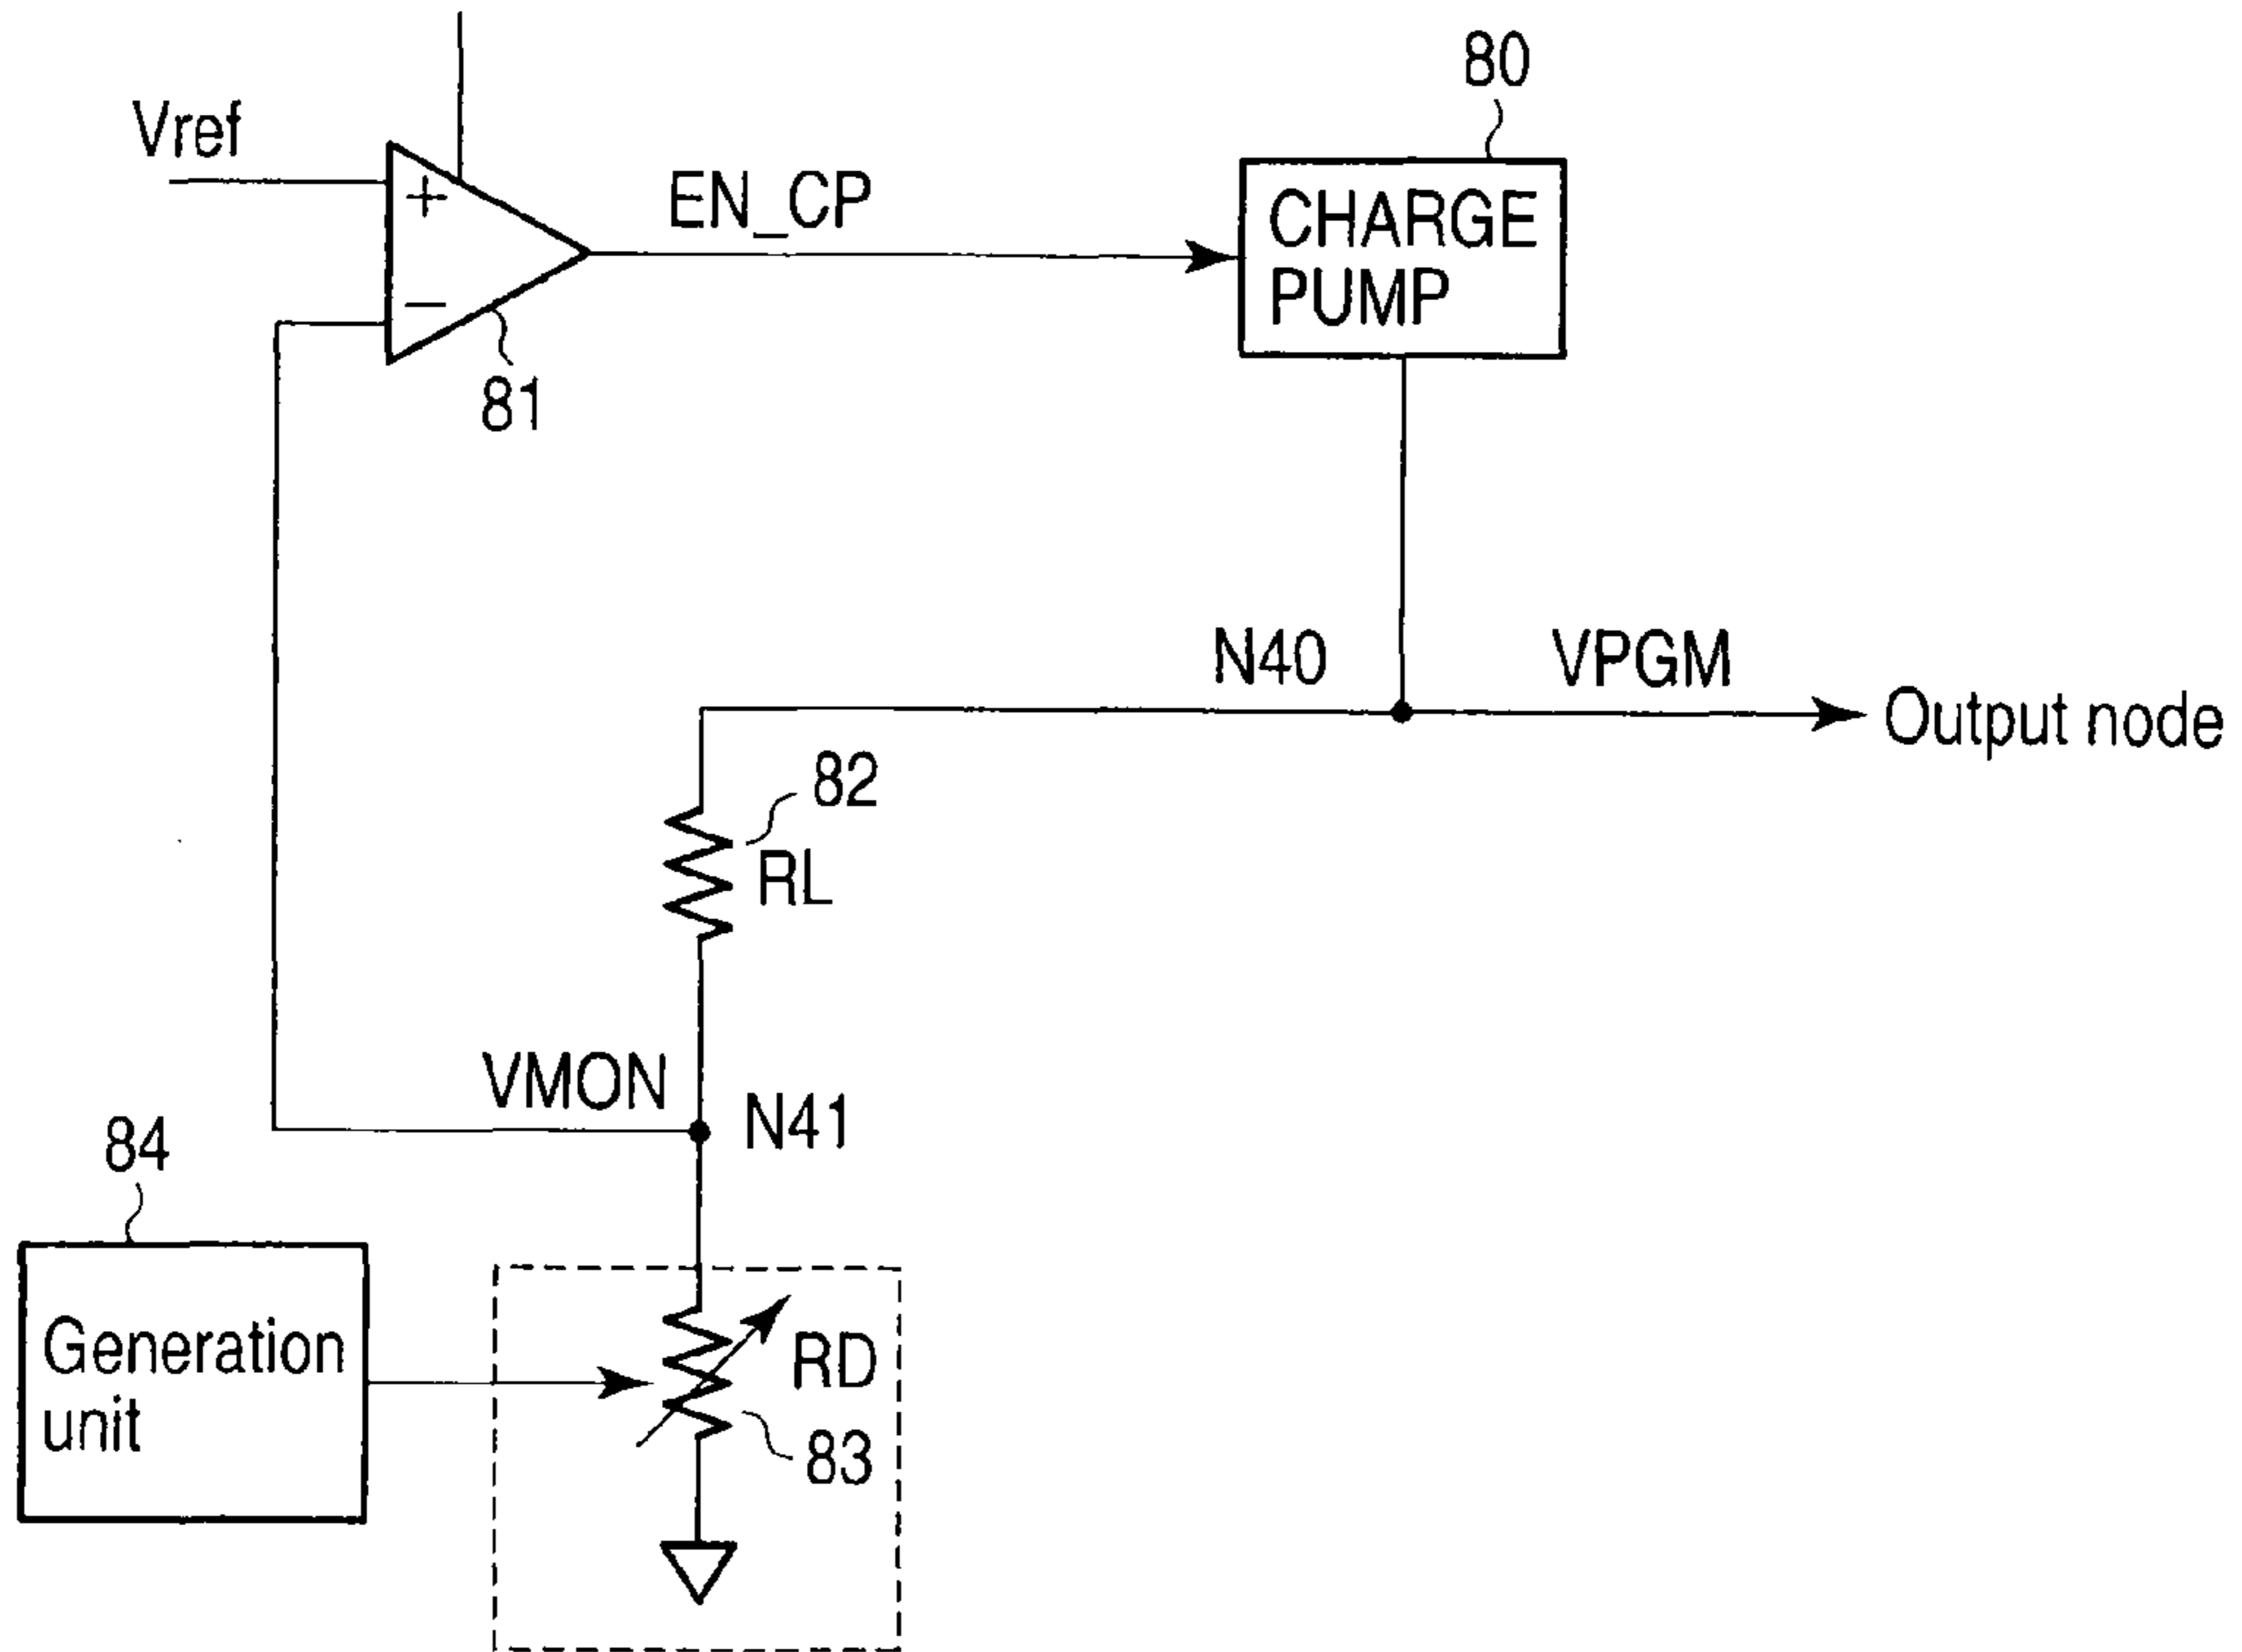 80
Vref
+
EN_CP
CHARGE
PUMP
−
81
N40
VPGM
Output node
82
RL
VMON
N41
84
Generation
unit
RD
83